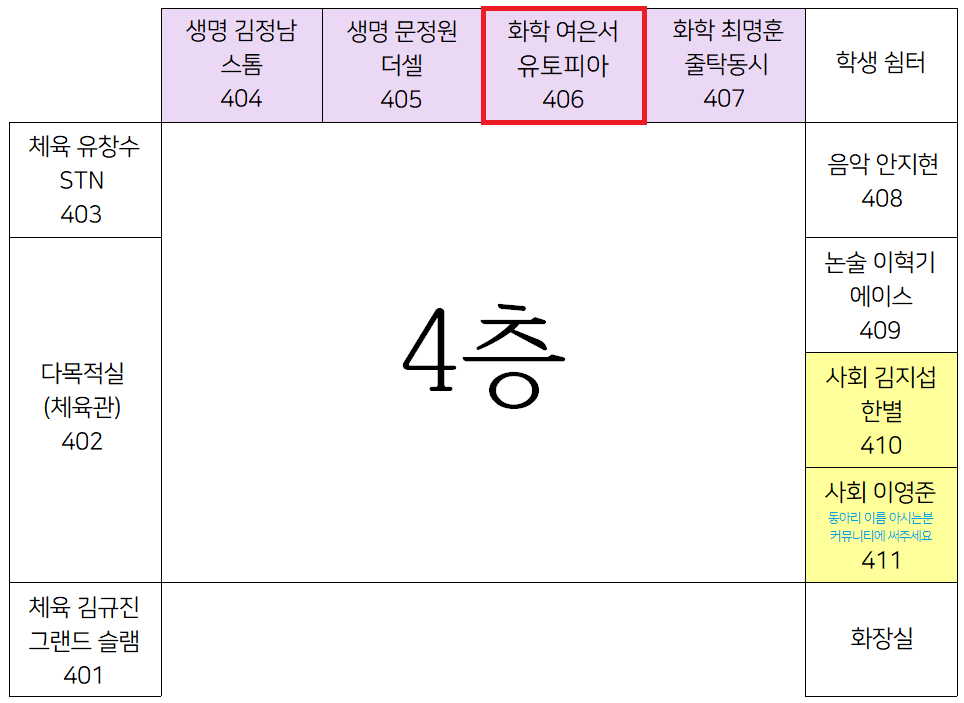 생명 김정남
스톰
404
생명 문정원
더셀
405
화학 여은서
유토피아
406
화학 최명훈
줄탁동시
407
학생 쉼터
체육 유창수
STN
403
음악 안지현
408
논술 이혁기
에이스
409
다목적실
(체육관)
402
4층
사회 김지섭
한별
410
사회 이영준
동아리 이름 아시는분
커뮤니티에 써주세요
411
체육 김규진
그랜드 슬램
401
화장실